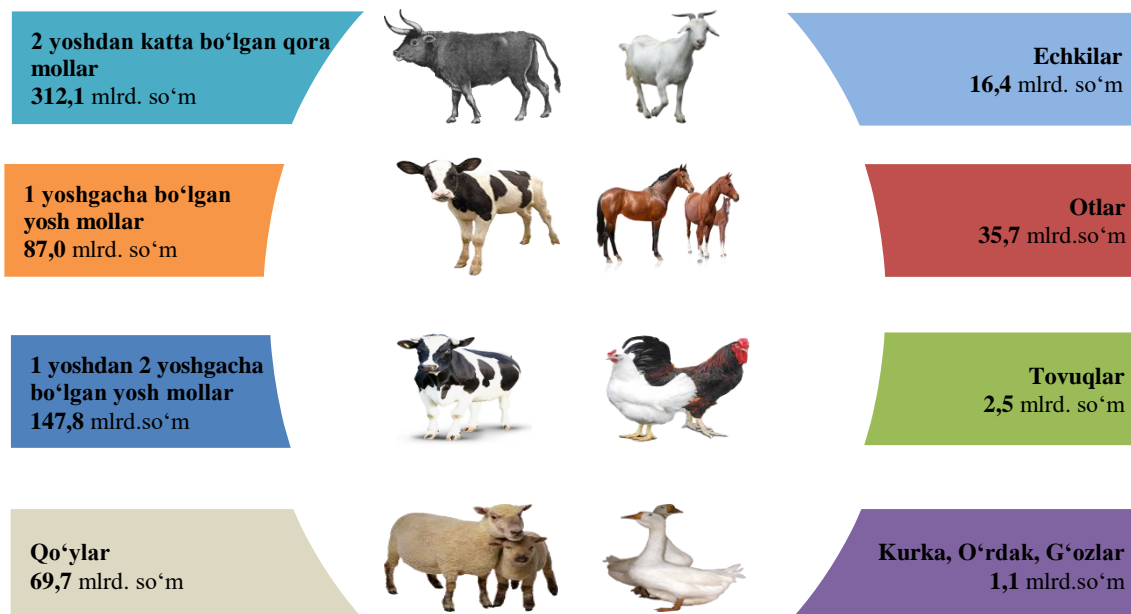 2 yoshdan katta bo‘lgan qora
mollar
312,1 mlrd. so‘m
Echkilar
16,4 mlrd. so‘m
1 yoshgacha bo‘lgan
yosh mollar
87,0 mlrd. so‘m
Otlar
35,7 mlrd.so‘m
1 yoshdan 2 yoshgacha
bo‘lgan yosh mollar
147,8 mlrd.so‘m
Tovuqlar
2,5 mlrd. so‘m
Qo‘ylar
69,7 mlrd. so‘m
Kurka, O‘rdak, G‘ozlar
1,1 mlrd.so‘m